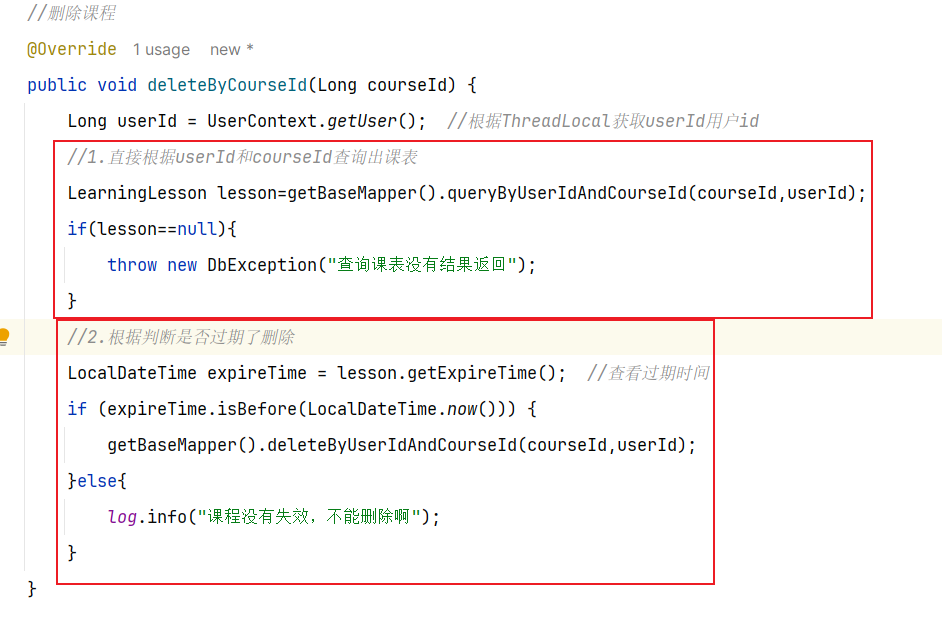 //删除课程
@Override 1 usage new *
public void deleteByCourseId(Long courseId) {
Long userId = UserContext.getUser(); //根据ThreadLocal获取userId用户id
//1.直接根据userId和courseId查询出课表
LearningLesson lesson=getBaseMapper().queryByUserIdAndCourseId(courseId,userId);
if(lesson==null){
throw new DbException("查询课表没有结果返回");
}
//2.根据判断是否过期了删除
LocalDateTime expireTime = lesson.getExpireTime(); //查看过期时间
if (expireTime.isBefore(LocalDateTime.now())) {
getBaseMapper().deleteByUserIdAndCourseId(courseId,userId);
}else{
log.info("课程没有失效，不能删除啊");
}
}